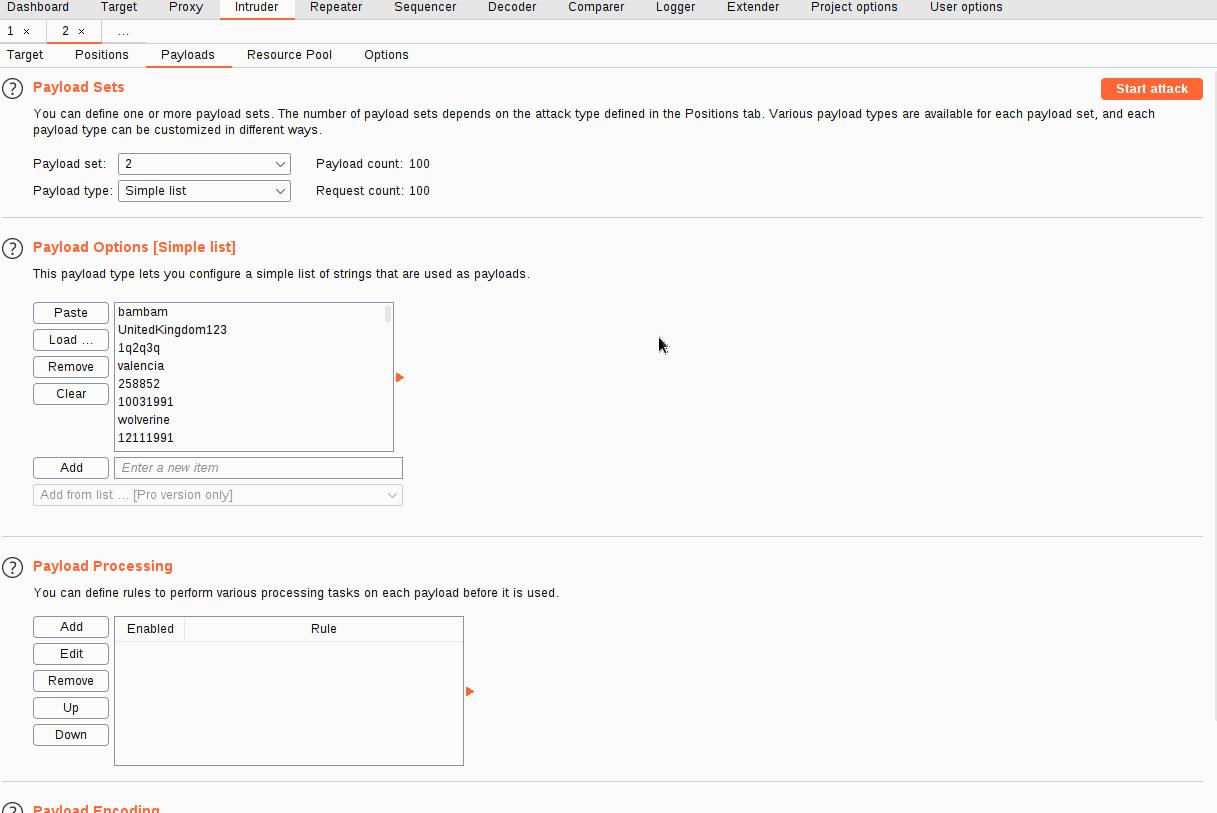 Dashboard Target Proxy Intruder Repeater Sequencer Decoder Comparer Logger Extender Project options User options
1 × 2 × ...
Target Positions Payloads Resource Pool Options
? Payload Sets Start attack
You can define one or more payload sets. The number of payload sets depends on the attack type defined in the Positions tab. Various payload types are available for each payload set, and each
payload type can be customized in different ways.
Payload set: 2 Payload count: 100
Payload type: Simple list Request count: 100
? Payload Options [Simple list]
This payload type lets you configure a simple list of strings that are used as payloads.
Paste bambam
UnitedKingdom123
Load ... 1q2q3q
Remove valencia
258852
Clear 10031991
wolverine
12111991
Add Enter a new item
Add from list ... [Pro version only]
? Payload Processing
You can define rules to perform various processing tasks on each payload before it is used.
Add Enabled Rule
Edit
Remove
Up
Down
? Payload Encoding